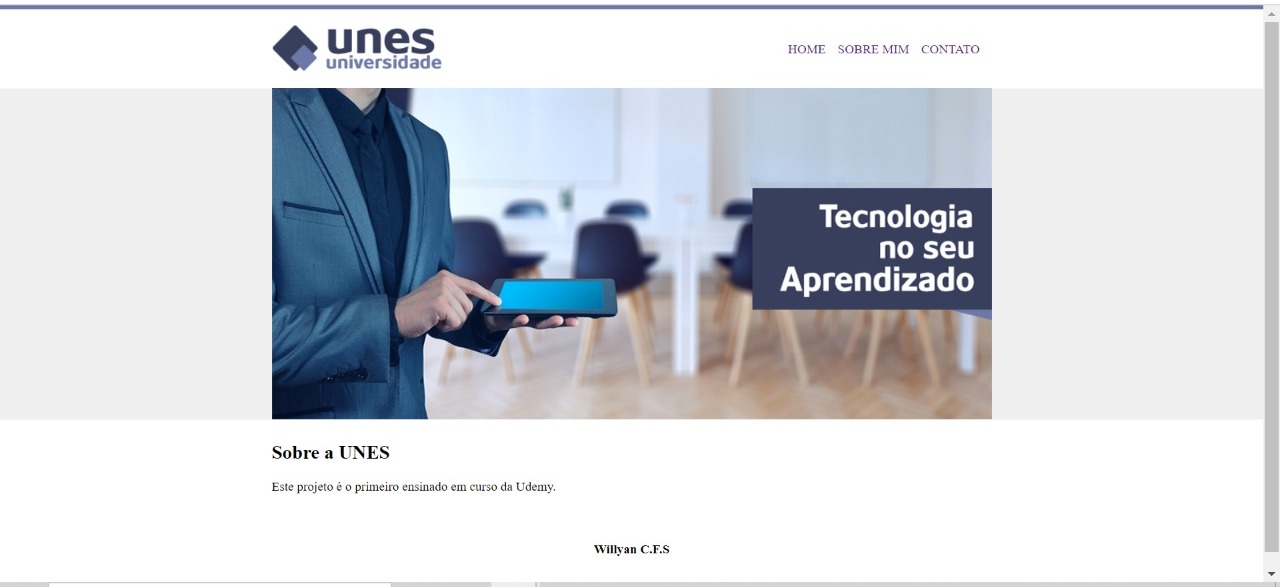 unes
universidade
HOME SOBRE MIM CONTATO
Tecnologia
no seu
Aprendizado
Sobre a UNES
Este projeto é o primeiro ensinado em curso da Udemy.
Willyan C.F.S